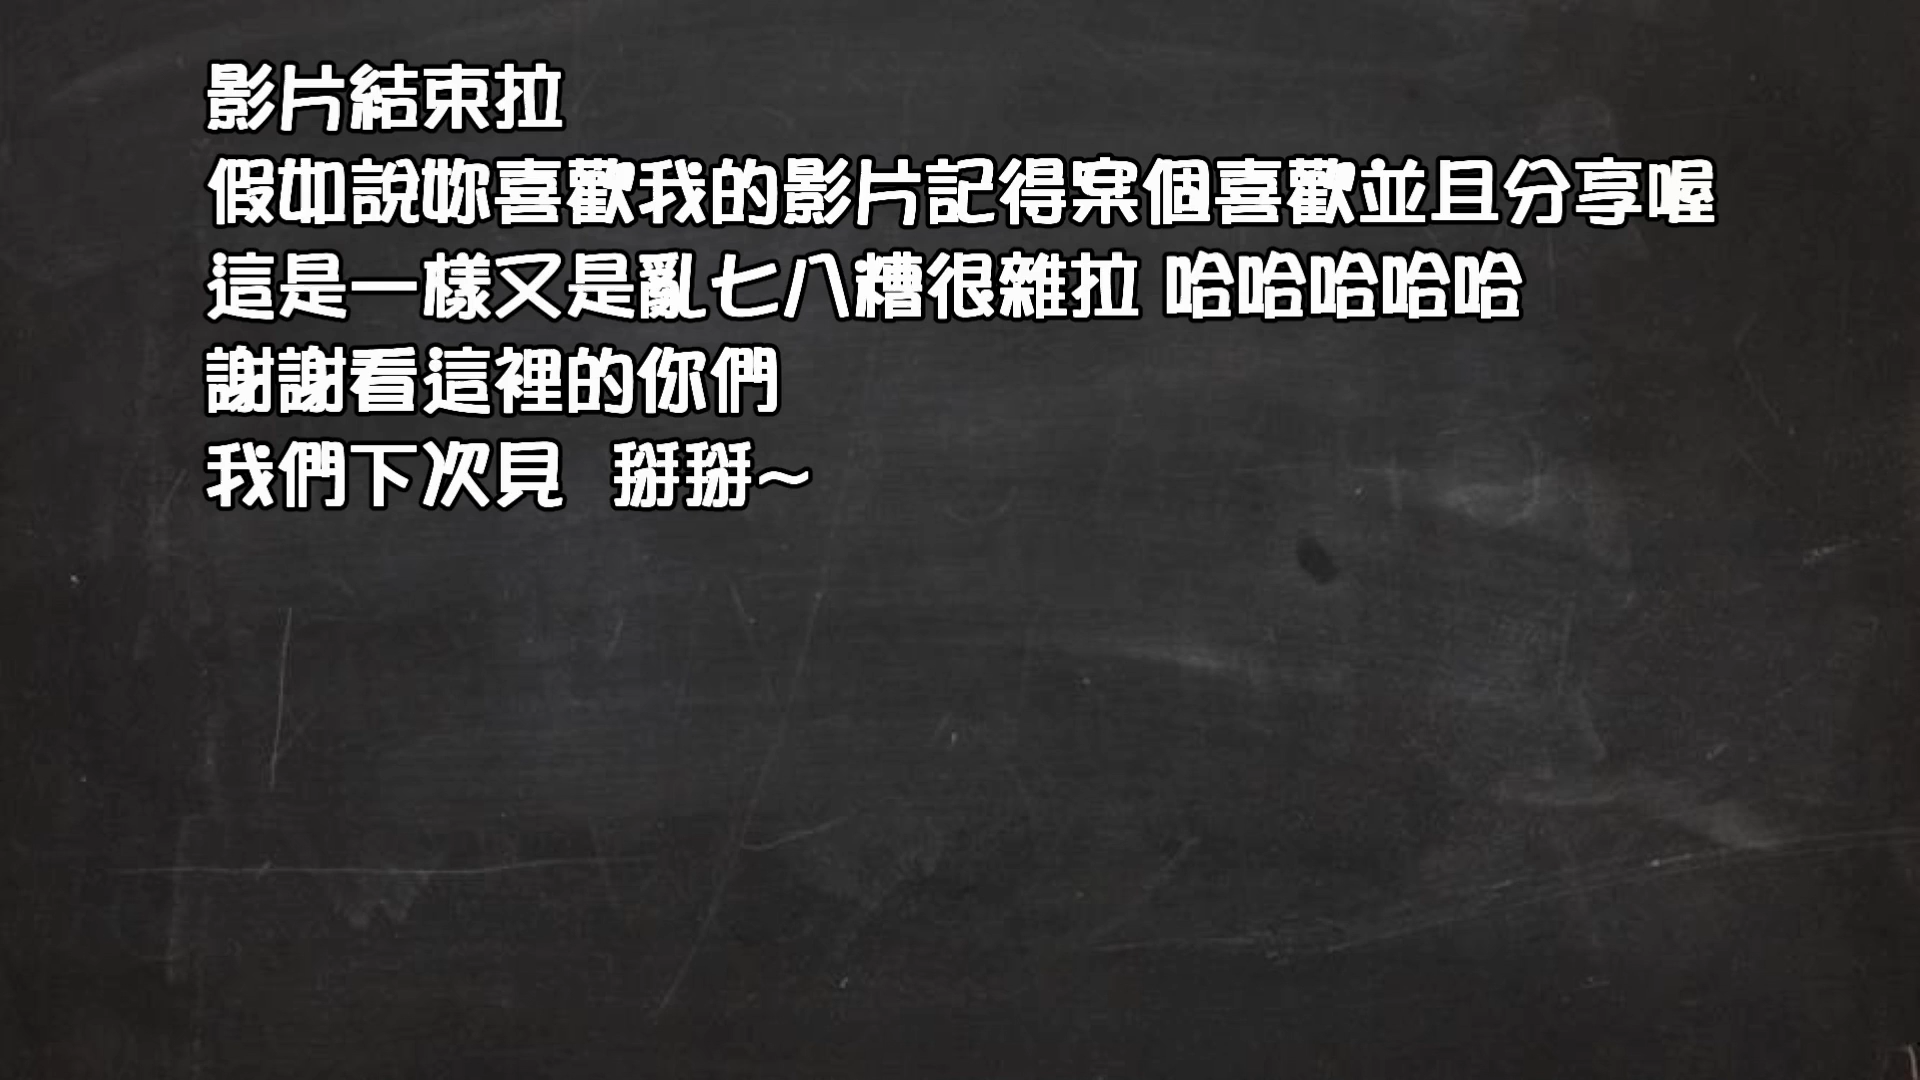 影片結束拉
假如說妳喜歡我的影片記得案個喜歡並且分享喔
這是一樣又是亂七八糟很雜拉 哈哈哈哈哈
謝謝看這裡的你們
我們下次見 掰掰~